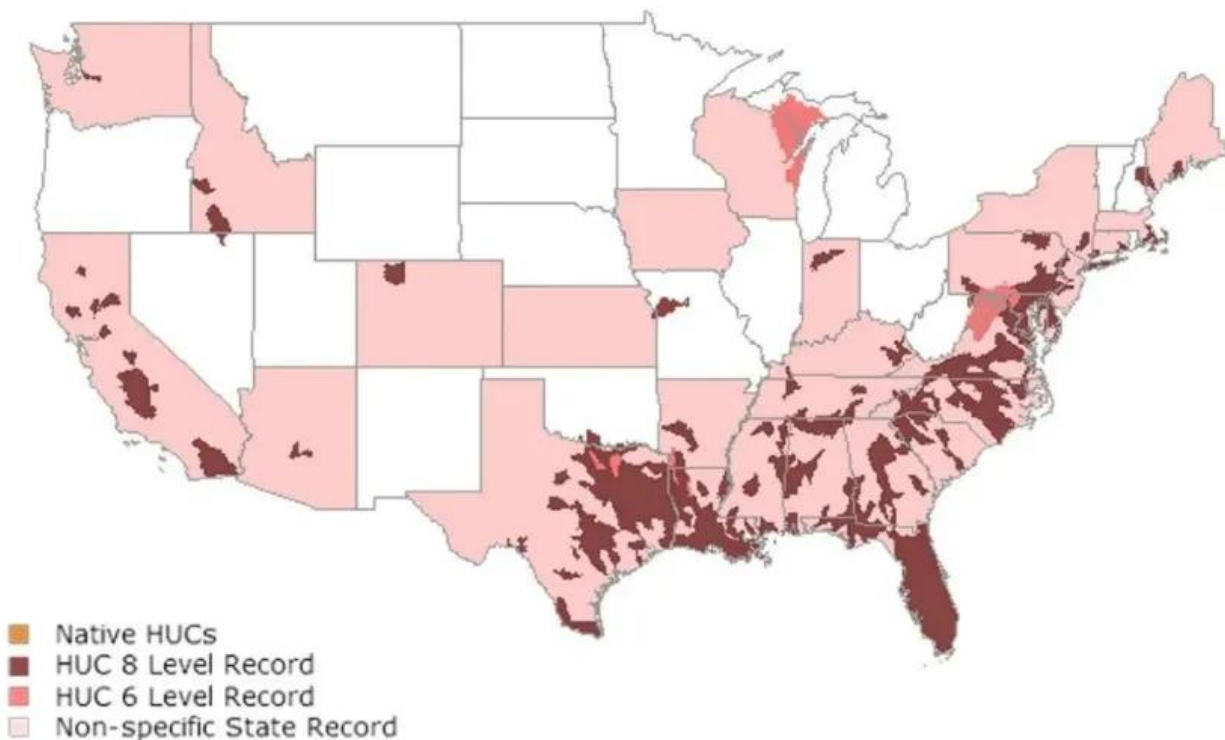 Native HUCs
HUC 8 Level Record
HUC 6 Level Record
Non-specific State Record